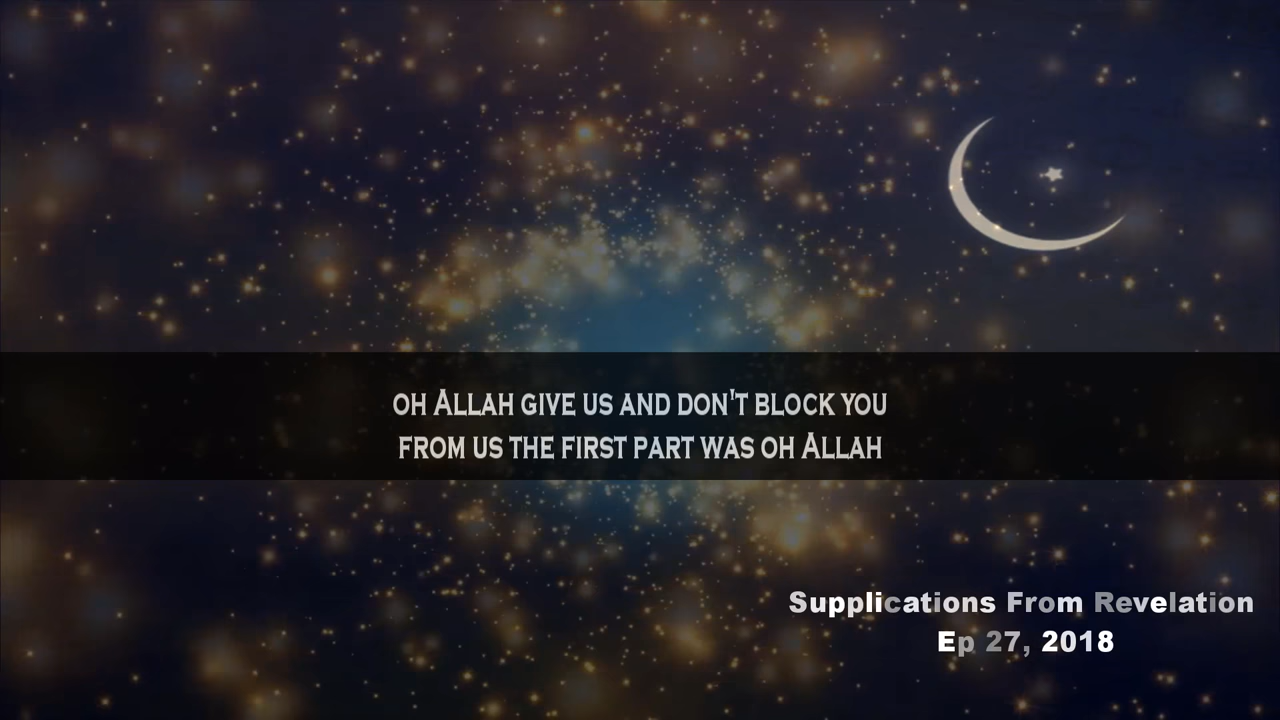 OH ALLAH GIVE US AND DON'T BLOCK YOU
FROM US THE FIRST PART WAS OH ALLAH
Supplications From Revelation
Ep 27, 2018